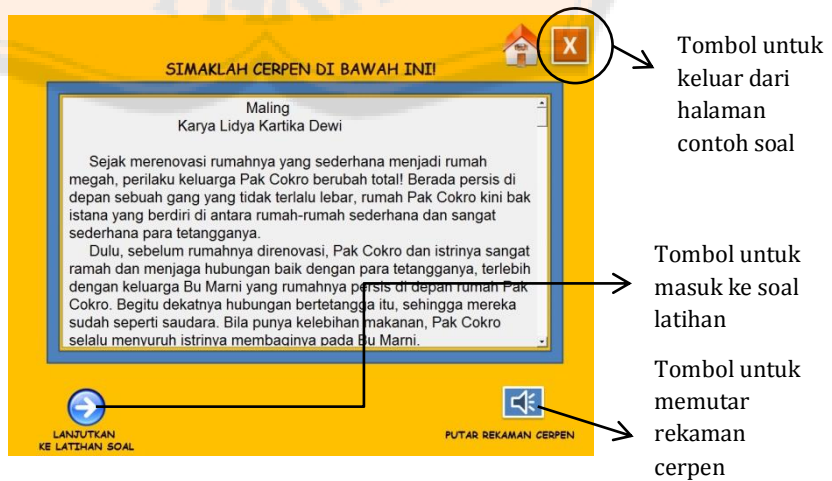 SIMAKLAH CERPEN DI BAWAH INI!
X
Maling
Karya Lidya Kartika Dewi
Sejak merenovasi rumahnya yang sederhana menjadi rumah
megah, perilaku keluarga Pak Cokro berubah total! Berada persis di
depan sebuah gang yang tidak terlalu lebar, rumah Pak Cokro kini bak
istana yang berdiri di antara rumah-rumah sederhana dan sangat
sederhana para tetangganya.
Dulu, sebelum rumahnya direnovasi, Pak Cokro dan istrinya sangat
ramah dan menjaga hubungan baik dengan para tetangganya, terlebih
dengan keluarga Bu Marni yang rumahnya persis di depan rumah Pak
Cokro. Begitu dekatnya hubungan bertetangga itu, sehingga mereka
sudah seperti saudara. Bila punya kelebihan makanan, Pak Cokro
selalu menyuruh istrinya membaginya pada Bu Marni.
LANJUTKAN
KE LATIHAN SOAL
PUTAR REKAMAN CERPEN
Tombol untuk
keluar dari
halaman
contoh soal
Tombol untuk
masuk ke soal
latihan
Tombol untuk
memutar
rekaman
cerpen